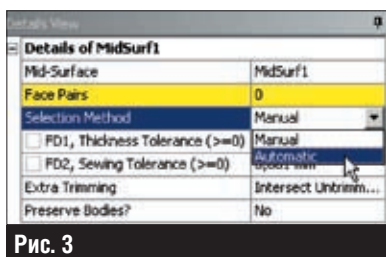 Details View
Details of MidSurf1
Mid-Surface MidSurf1
Face Pairs 0
Selection Method Manual
FD1, Thickness Tolerance (>=0) Manual
Automatic
FD2, Sewing Tolerance (>=0) mm
Extra Trimming Intersect Untrimm...
Preserve Bodies? No
Рис. 3